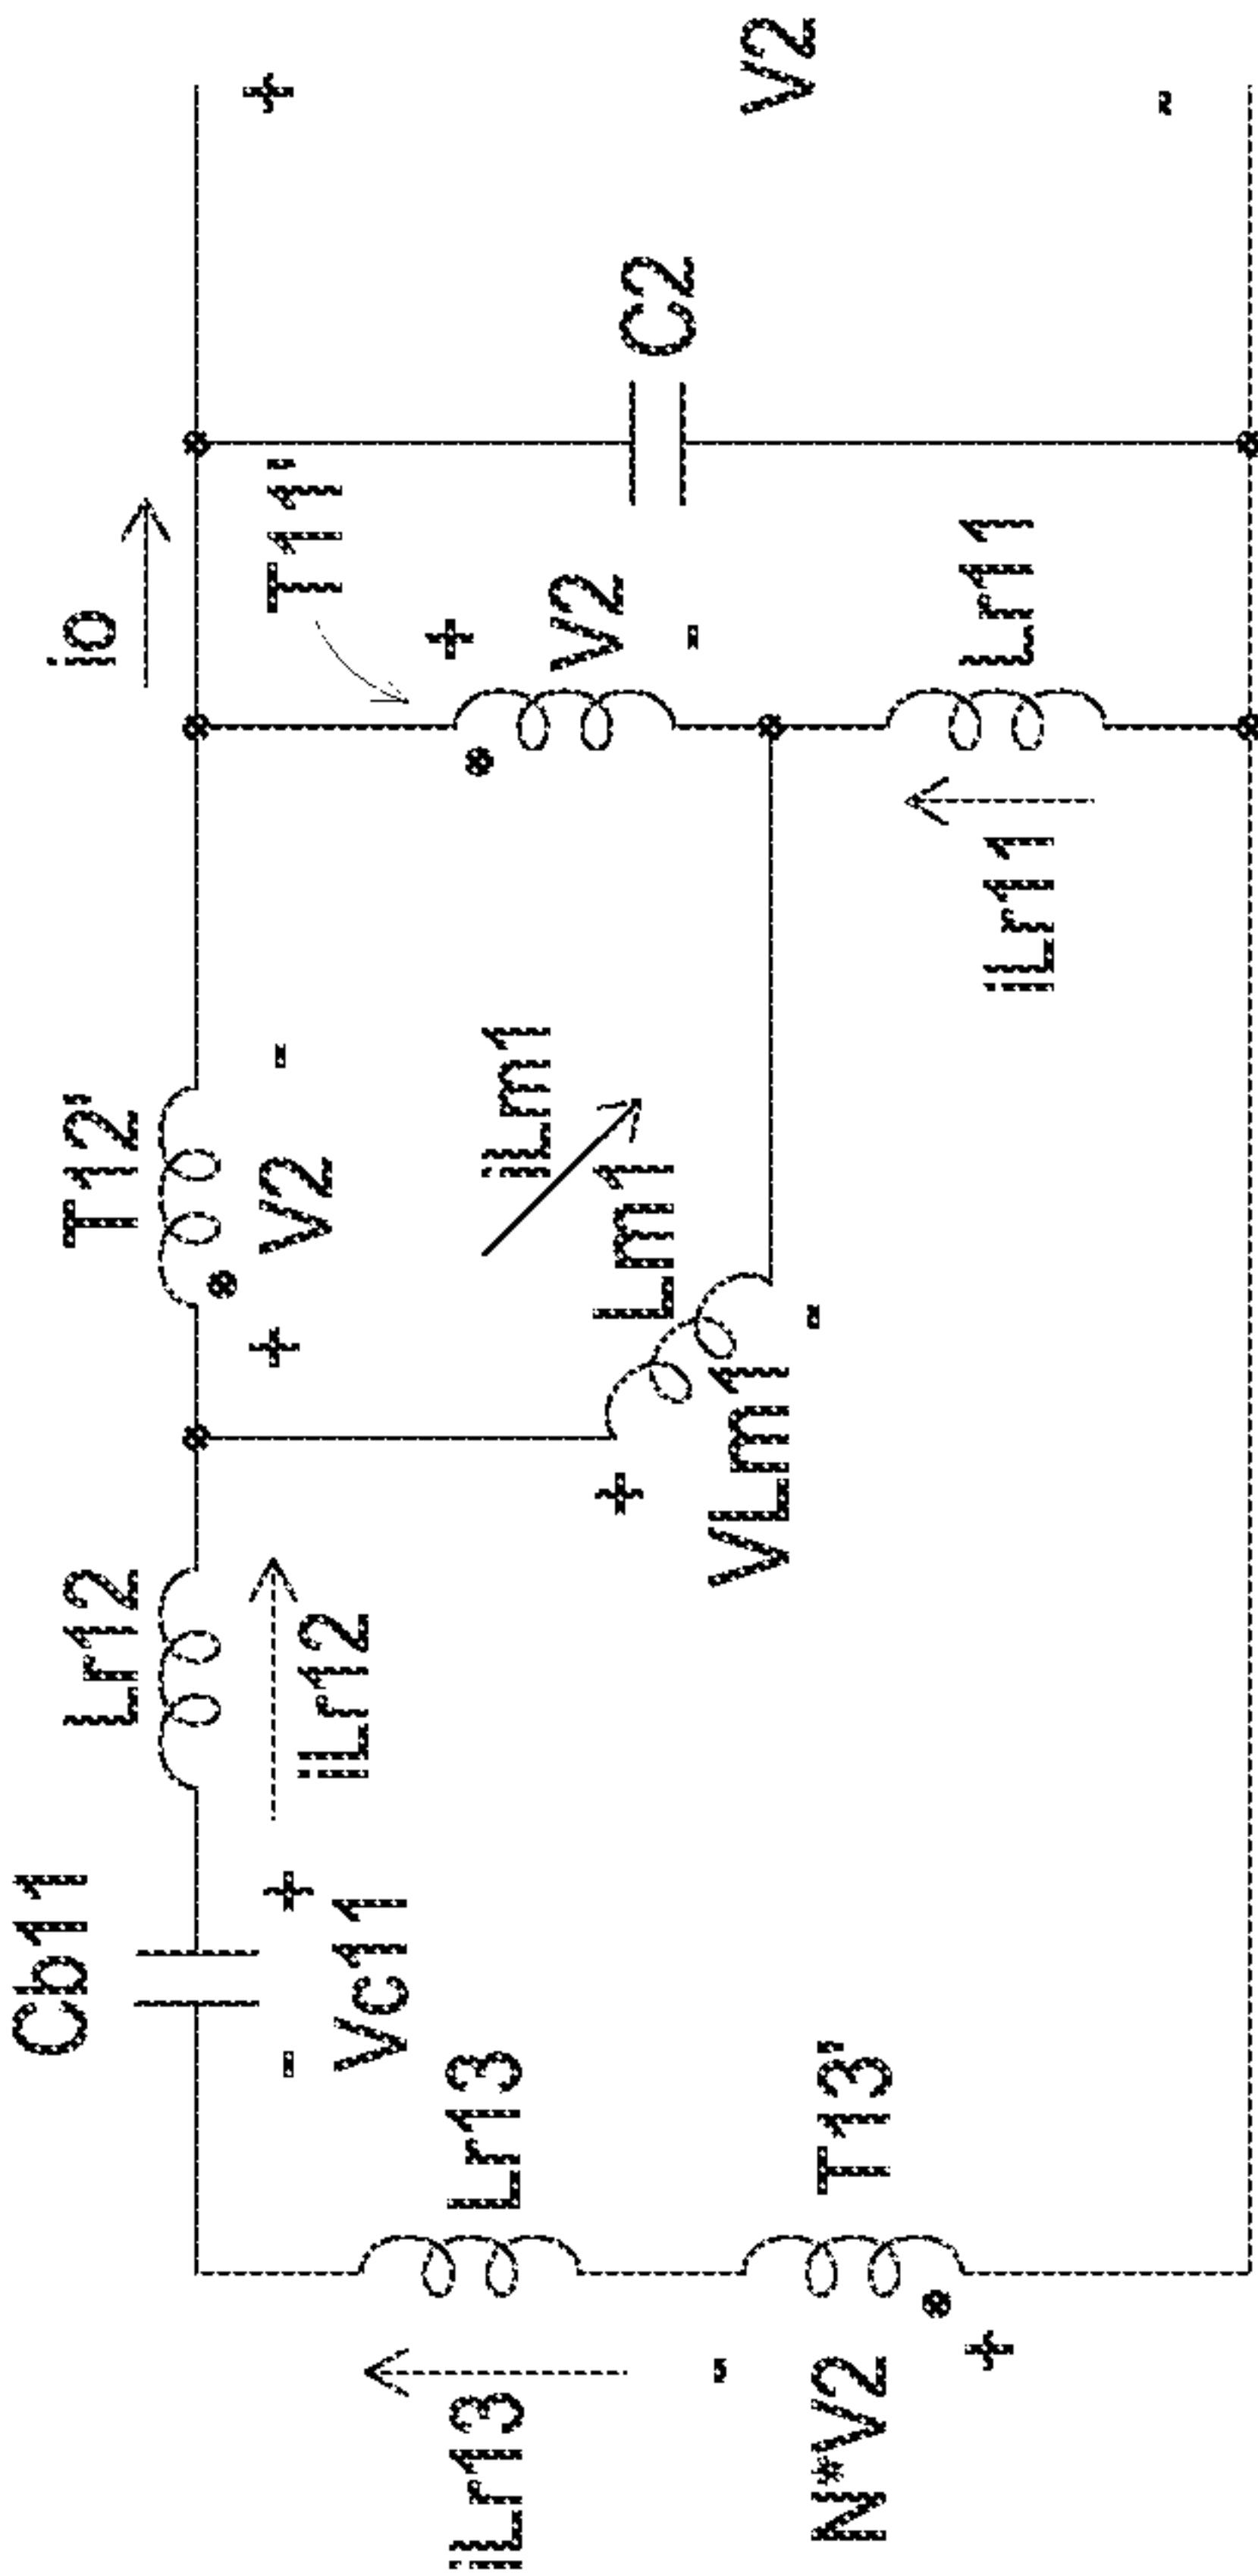 Cb11
io
Lr12
T12'
- +
+ -
+
V2
T11'
iLr12
Vc11
+
iLr13
Lr13
iLm1
V2
+
Lm1
C2
-
-
VLm1
V2
-
N*V2
T13'
+
Lr11
iLr11
-